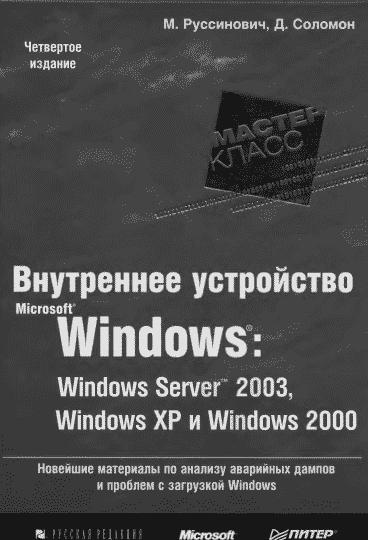 М. Руссинович, Д. Соломон
Четвертое
издание
МАСТЕР
КЛАСС
Внутреннее устройство
Microsoft®
Windows®:
Windows Server™ 2003,
Windows XP и Windows 2000
Новейшие материалы по анализу аварийных дампов
и проблем с загрузкой Windows
РУССКАЯ РЕДАКЦИЯ
Microsoft
ПИТЕР®